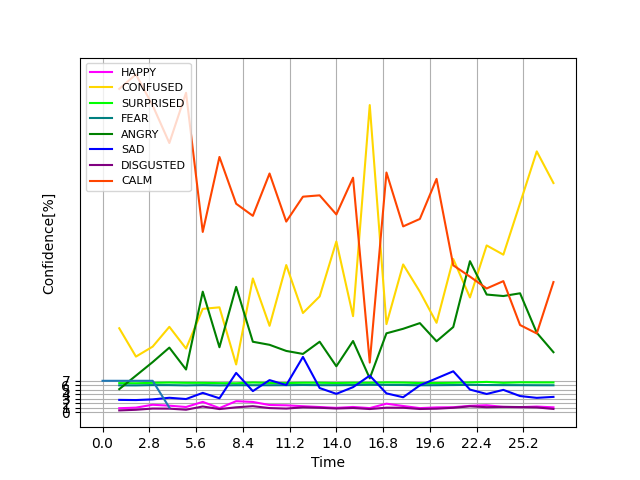 HAPPY
CONFUSED
SURPRISED
FEAR
ANGRY
SAD
DISGUSTED
CALM
Confidence[%]
7
6
5
4
3
2
1
0
0.0 2.8 5.6 8.4 11.2 14.0 16.8 19.6 22.4 25.2
Time